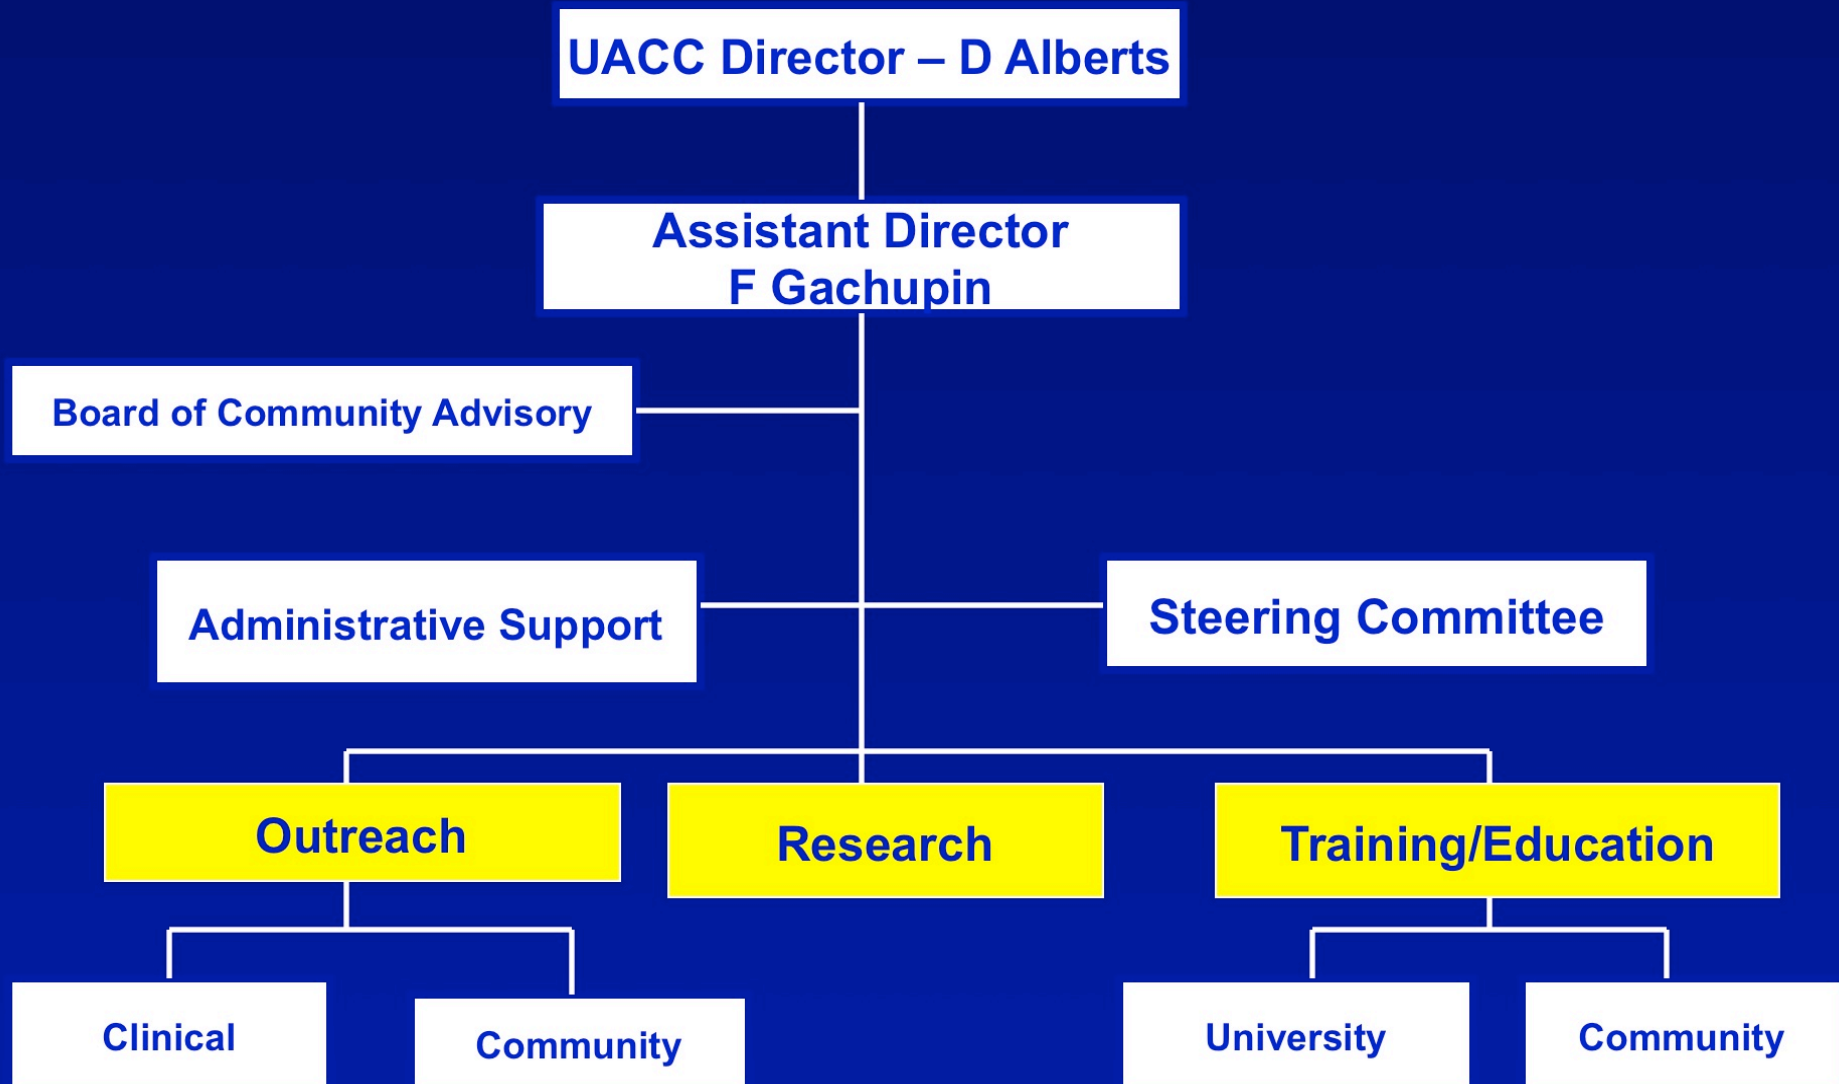 UACC Director – D Alberts
Assistant Director
F Gachupin
Board of Community Advisory
Administrative Support
Steering Committee
Outreach
Research
Training/Education
Clinical
Community
University
Community